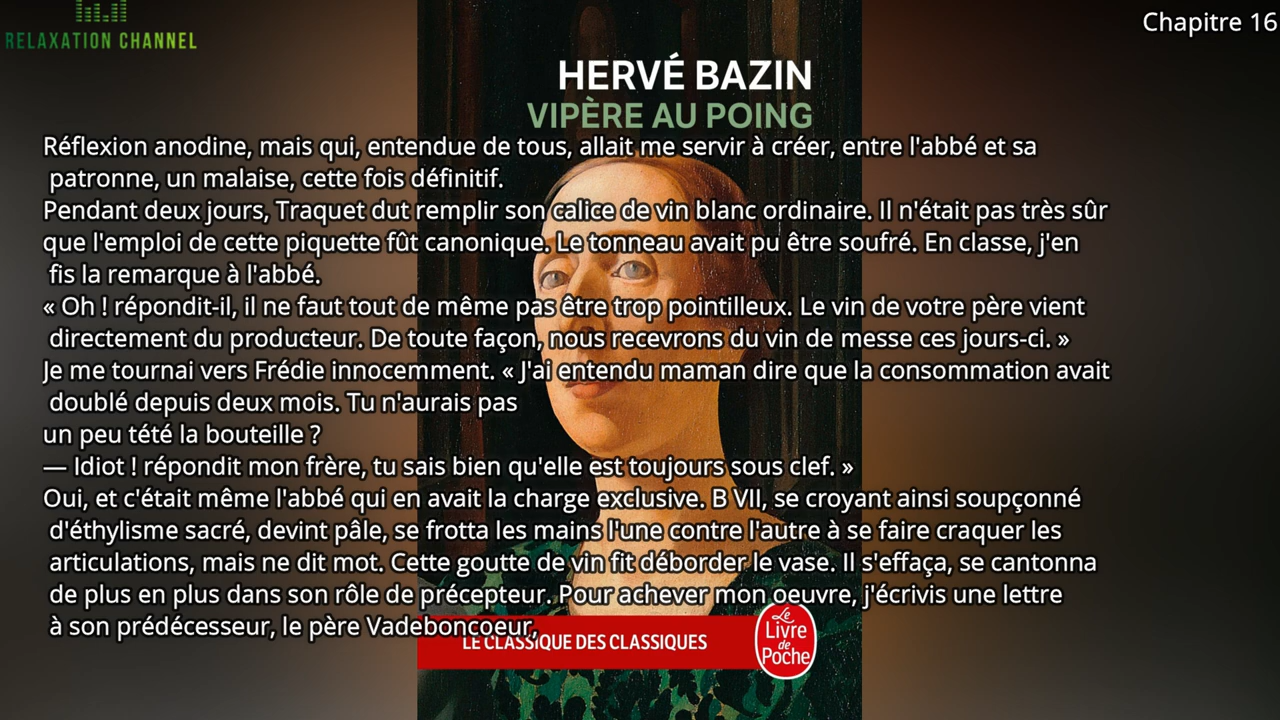 RELAXATION CHANNEL
Chapitre 16
HERVÉ BAZIN
VIPÈRE AU POING
Réflexion anodine, mais qui, entendue de tous, allait me servir à créer, entre l'abbé et sa
patronne, un malaise, cette fois définitif.
Pendant deux jours, Traquet dut remplir son calice de vin blanc ordinaire. Il n'était pas très sûr
que l'emploi de cette piquette fût canonique. Le tonneau avait pu être soufré. En classe, j'en
fis la remarque à l'abbé.
« Oh ! répondit-il, il ne faut tout de même pas être trop pointilleux. Le vin de votre père vient
directement du producteur. De toute façon, nous recevrons du vin de messe ces jours-ci. »
Je me tournai vers Frédie innocemment. « J'ai entendu maman dire que la consommation avait
doublé depuis deux mois. Tu n'aurais pas
un peu tété la bouteille ?
— Idiot ! répondit mon frère, tu sais bien qu'elle est toujours sous clef. »
Oui, et c'était même l'abbé qui en avait la charge exclusive. B VII, se croyant ainsi soupçonné
d'éthylisme sacré, devint pâle, se frotta les mains l'une contre l'autre à se faire craquer les
articulations, mais ne dit mot. Cette goutte de vin fit déborder le vase. Il s'effaça, se cantonna
de plus en plus dans son rôle de précepteur. Pour achever mon oeuvre, j'écrivis une lettre
à son prédécesseur, le père Vadeboncoeur,
LE CLASSIQUE DES CLASSIQUES
Le
Livre
de
Poche